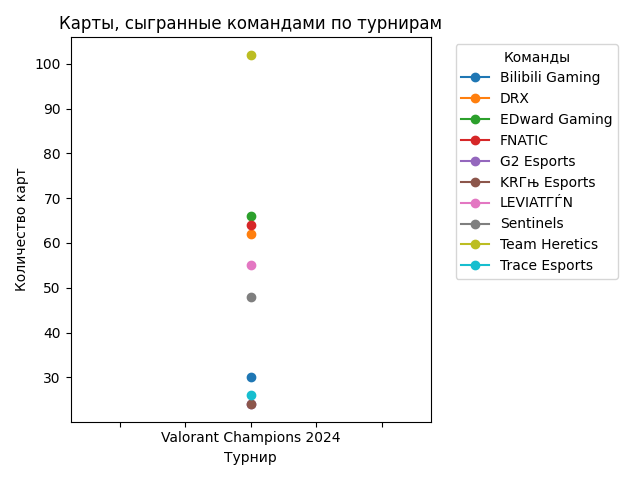 Карты, сыгранные командами по турнирам
Количество карт
100
90
80
70
60
50
40
30
Valorant Champions 2024
Турнир
Команды
Bilibili Gaming
DRX
EDward Gaming
FNATIC
G2 Esports
KRГњ Esports
LEVIATГЃN
Sentinels
Team Heretics
Trace Esports